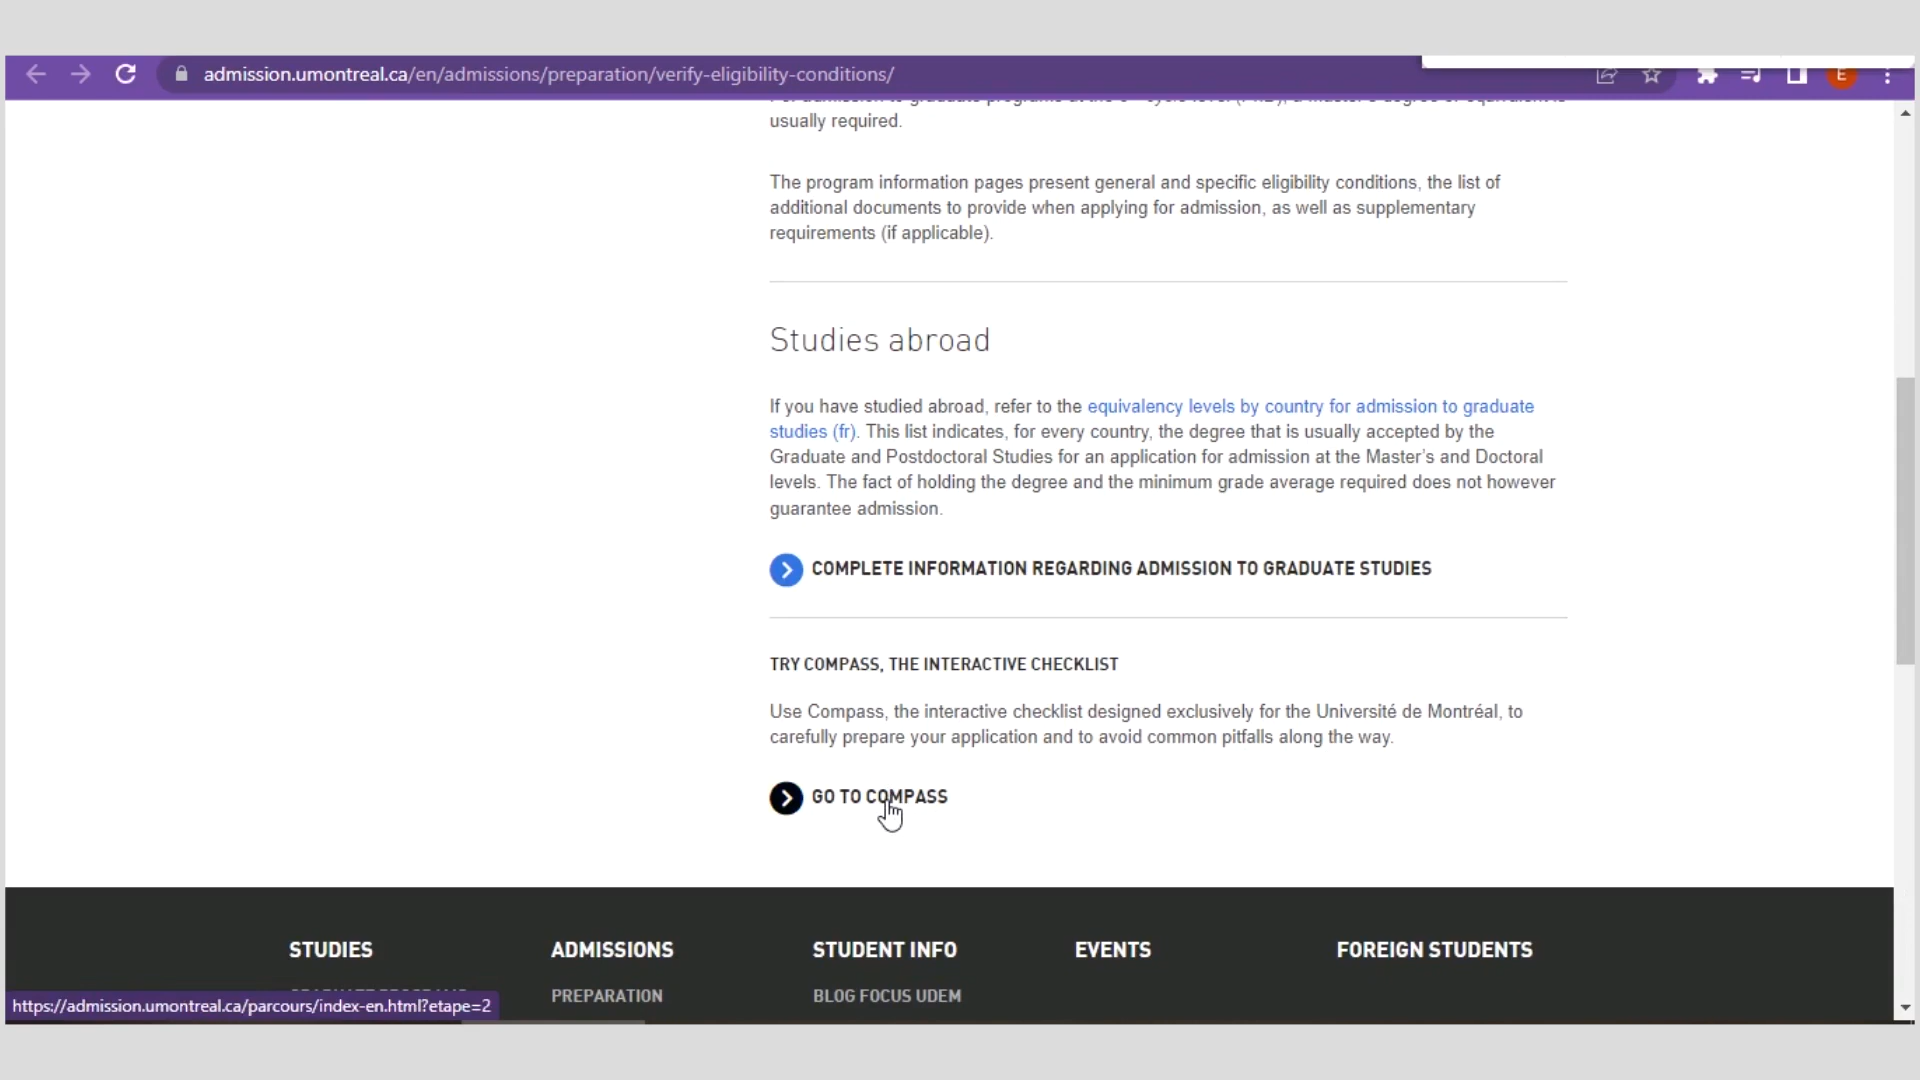 admission.umontreal.ca/en/admissions/preparation/verify-eligibility-conditions/
E
usually required.
The program information pages present general and specific eligibility conditions, the list of
additional documents to provide when applying for admission, as well as supplementary
requirements (if applicable).
Studies abroad
If you have studied abroad, refer to the equivalency levels by country for admission to graduate
studies (fr). This list indicates, for every country, the degree that is usually accepted by the
Graduate and Postdoctoral Studies for an application for admission at the Master's and Doctoral
levels. The fact of holding the degree and the minimum grade average required does not however
guarantee admission.
COMPLETE INFORMATION REGARDING ADMISSION TO GRADUATE STUDIES
TRY COMPASS, THE INTERACTIVE CHECKLIST
Use Compass, the interactive checklist designed exclusively for the Université de Montréal, to
carefully prepare your application and to avoid common pitfalls along the way.
GO TO COMPASS
STUDIES ADMISSIONS STUDENT INFO EVENTS FOREIGN STUDENTS
PREPARATION BLOG FOCUS UDEM
https://admission.umontreal.ca/parcours/index-en.html?etape=2